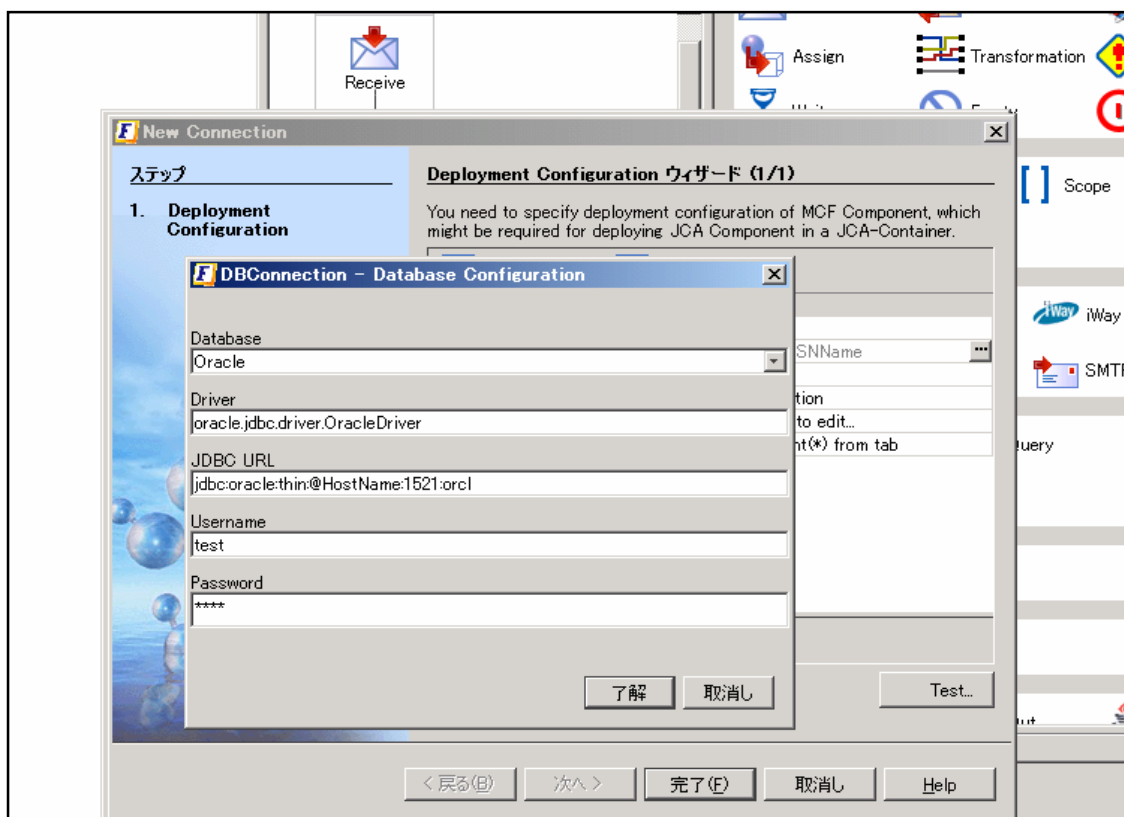 Receive
Assign
Transformation
New Connection
ステップ
1. Deployment
Configuration
Deployment Configuration ウィザード (1/1)
You need to specify deployment configuration of MCF Component, which
might be required for deploying JCA Component in a JCA-Container.
Scope
iWay
iWay
DBConnection - Database Configuration
Database
Oracle
Driver
oracle.jdbc.driver.OracleDriver
JDBC URL
jdbc:oracle:thin:@HostName:1521:orcl
Username
test
Password
****
了解
取消し
SNName
...
tion
to edit...
nt(*) from tab
Test...
< 戻る(B)
次へ >
完了(F)
取消し
Help